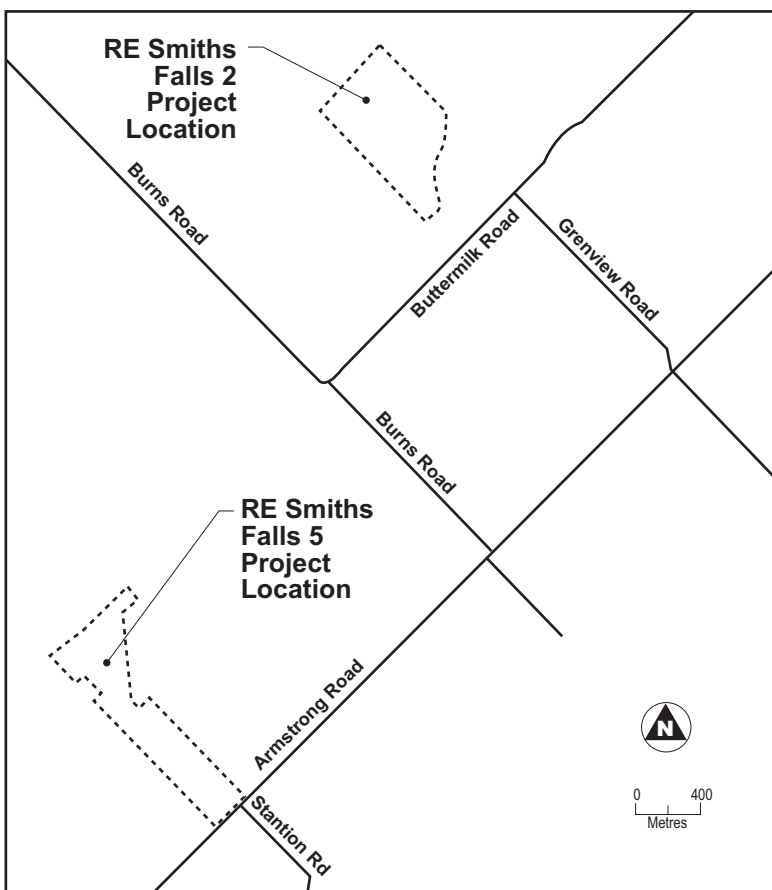 RE Smiths
Falls 2
Project
Location
Burns Road
Buttermilk Road
Grenview Road
Burns Road
RE Smiths
Falls 5
Project
Location
Armstrong Road
Stantion Rd
N
0 400
Metres